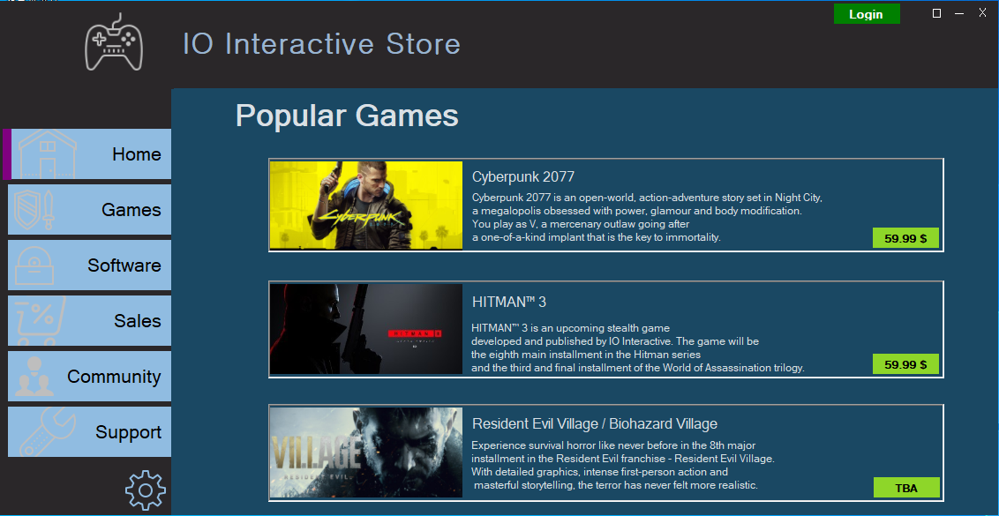 Login
IO Interactive Store
Popular Games
Home
Games
Software
Sales
Community
Support
CYBERPUNK
Cyberpunk 2077
Cyberpunk 2077 is an open-world, action-adventure story set in Night City,
a megalopolis obsessed with power, glamour and body modification.
You play as V, a mercenary outlaw going after
a one-of-a-kind implant that is the key to immortality.
59.99 $
HITMAN 3
HITMAN™ 3
HITMAN™ 3 is an upcoming stealth game
developed and published by IO Interactive. The game will be
the eighth main installment in the Hitman series
and the third and final installment of the World of Assassination trilogy.
59.99 $
VILLAGE
RESIDENT EVIL
Resident Evil Village / Biohazard Village
Experience survival horror like never before in the 8th major
installment in the Resident Evil franchise - Resident Evil Village.
With detailed graphics, intense first-person action and
masterful storytelling, the terror has never felt more realistic.
TBA